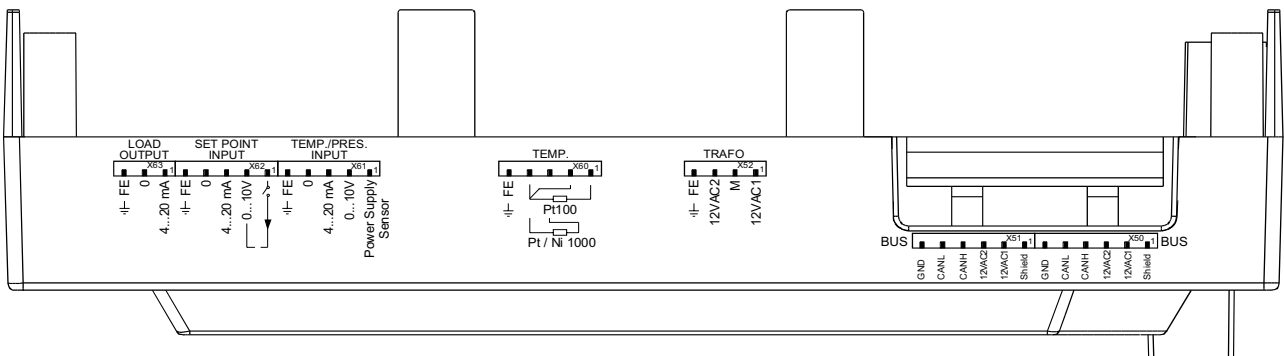 LOAD
OUTPUT
X63 1
FE
0
4...20 mA
SET POINT
INPUT
X62 1
FE
0
4...20 mA
0...10V
TEMP./PRES.
INPUT
X61 1
FE
0
4...20 mA
0...10V
Power Supply
Sensor
TEMP.
X60 1
FE
Pt100
Pt / Ni 1000
TRAFO
X52 1
FE
12VAC2
M
12VAC1
BUS
X51 1
GND
CANL
CANH
12VAC2
12VAC1
Shield
X50 1
BUS
GND
CANL
CANH
12VAC2
12VAC1
Shield